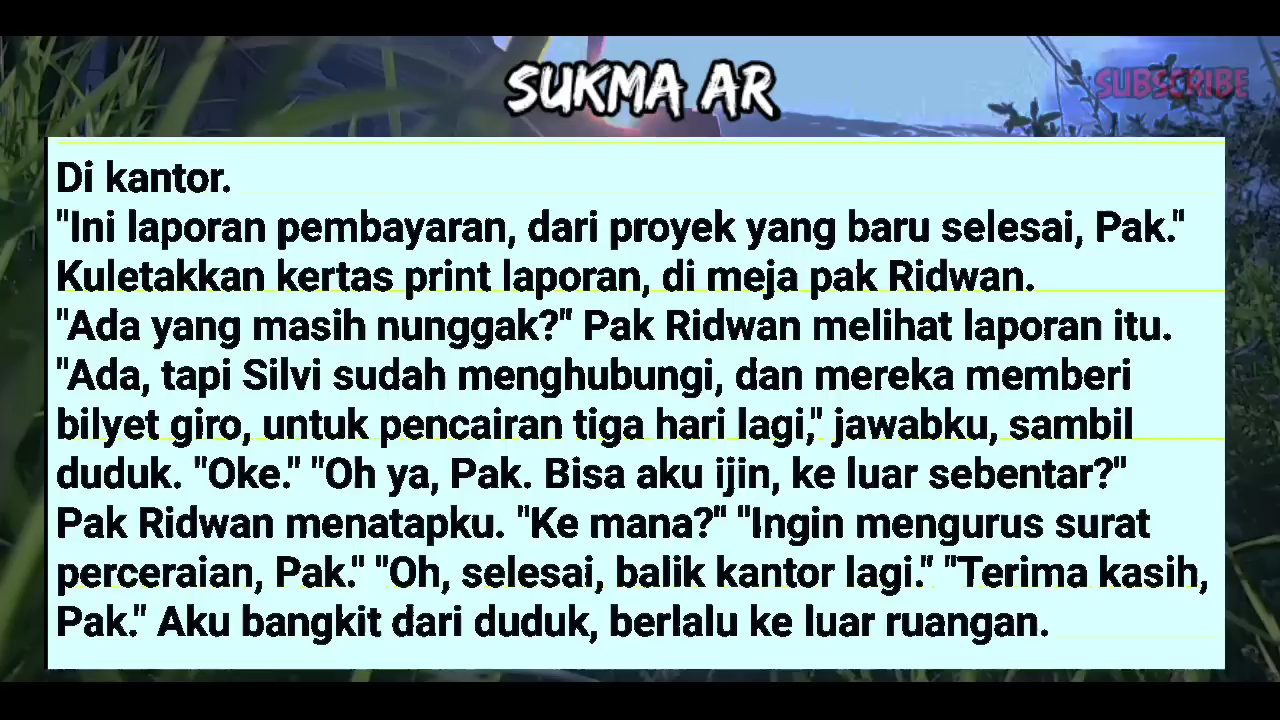 SUKMA AR
SUBSCRIBE
Di kantor.
"Ini laporan pembayaran, dari proyek yang baru selesai, Pak."
Kuletakkan kertas print laporan, di meja pak Ridwan.
"Ada yang masih nunggak?" Pak Ridwan melihat laporan itu.
"Ada, tapi Silvi sudah menghubungi, dan mereka memberi
bilyet giro, untuk pencairan tiga hari lagi," jawabku, sambil
duduk. "Oke." "Oh ya, Pak. Bisa aku ijin, ke luar sebentar?"
Pak Ridwan menatapku. "Ke mana?" "Ingin mengurus surat
perceraian, Pak." "Oh, selesai, balik kantor lagi." "Terima kasih,
Pak." Aku bangkit dari duduk, berlalu ke luar ruangan.